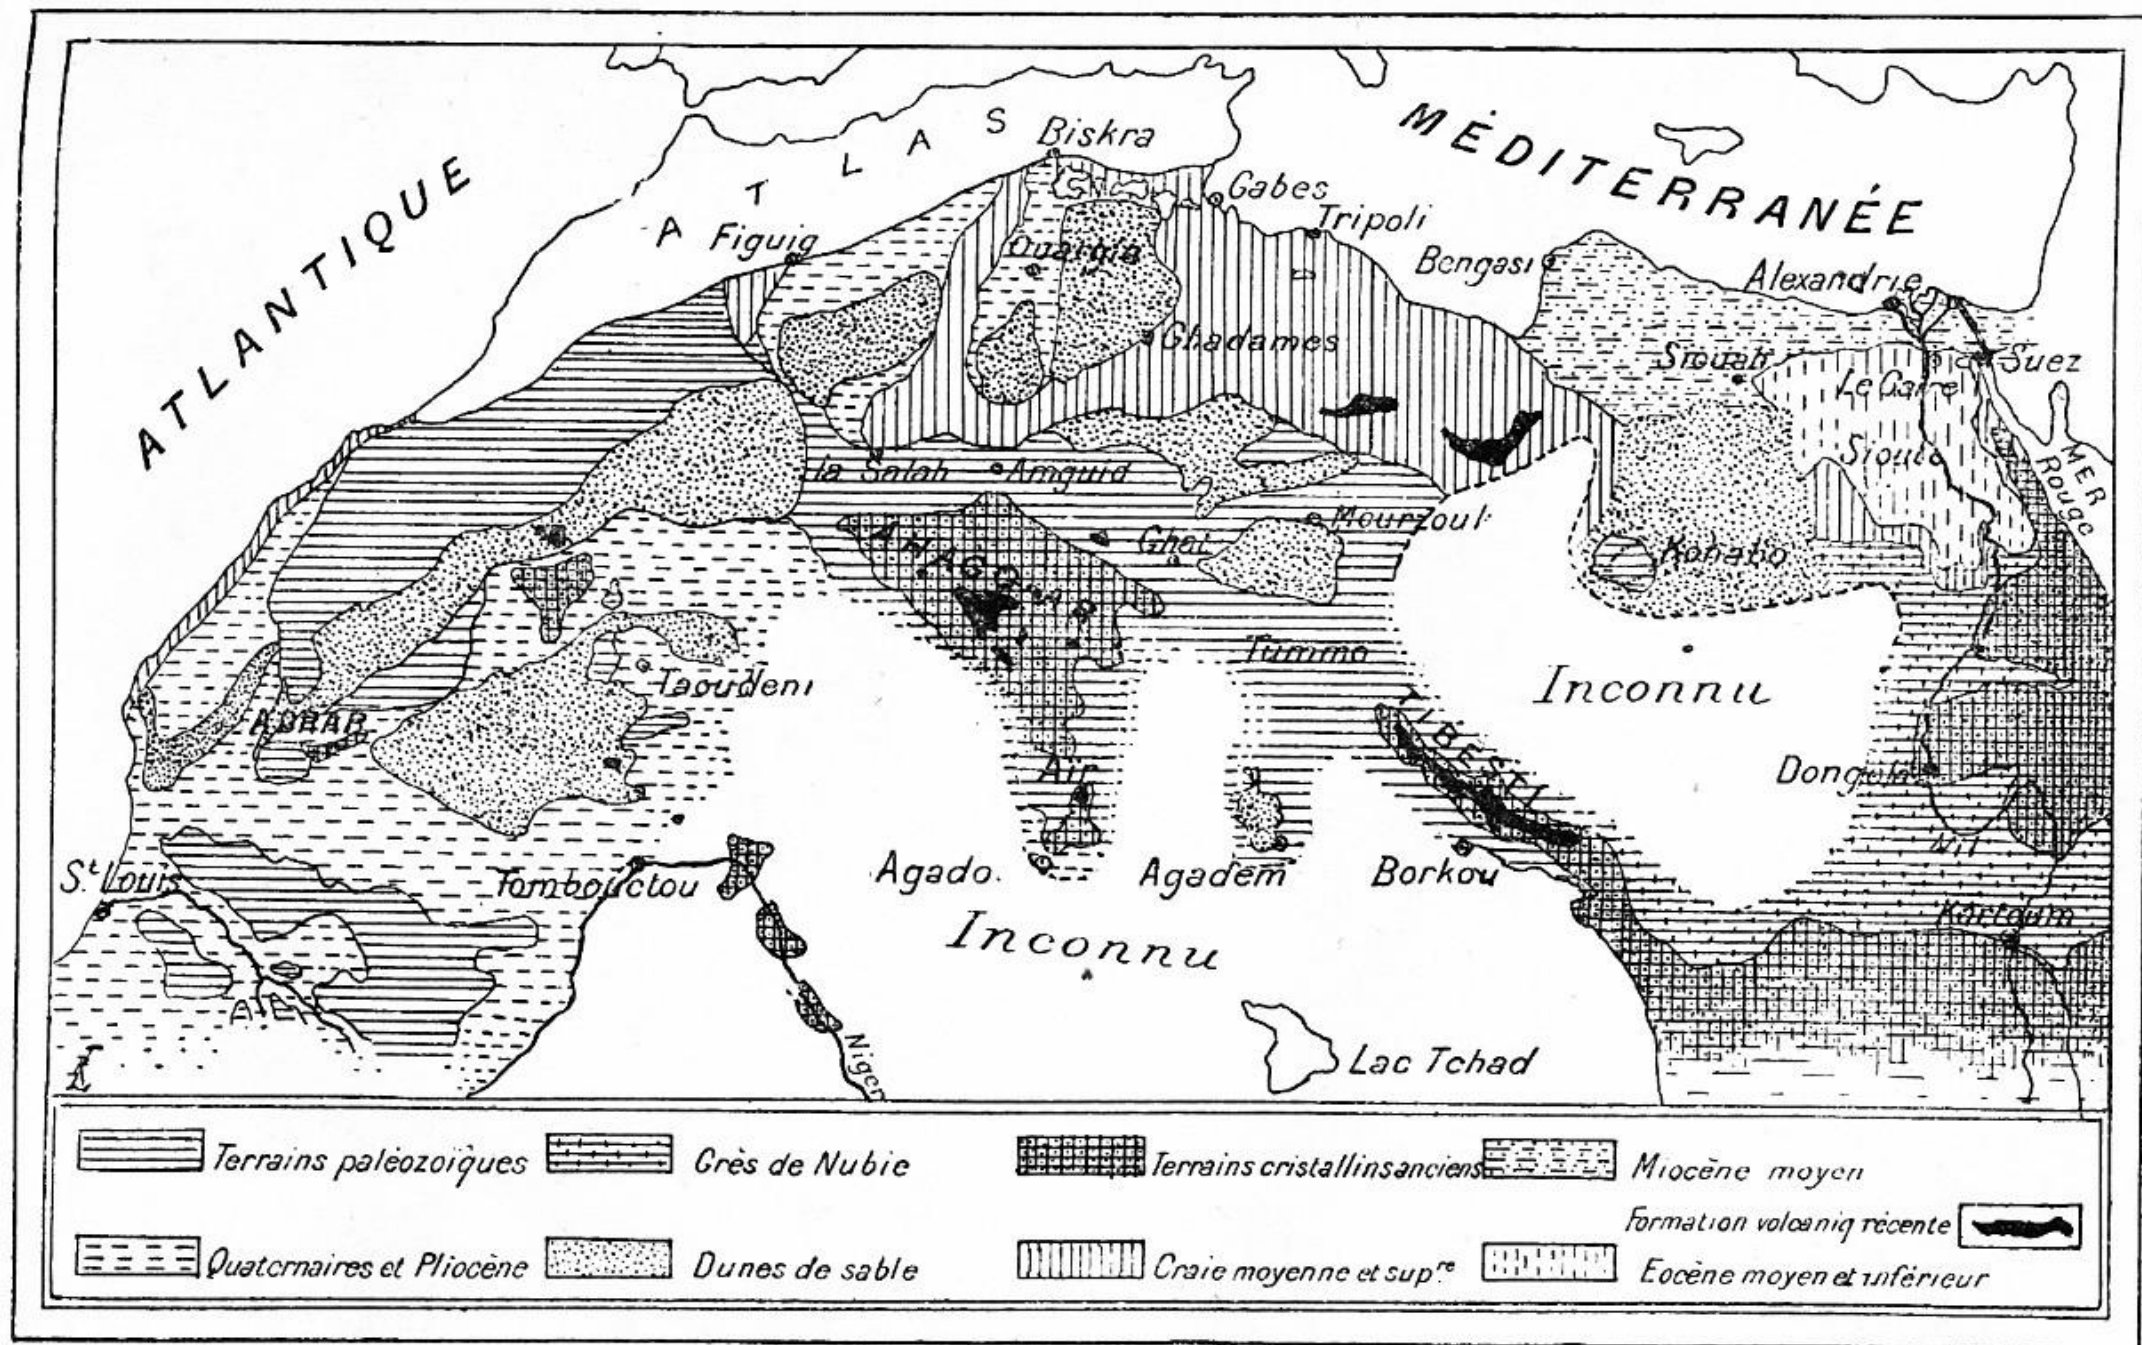 ATLANTIQUE
ATLAS
MÉDITERRANÉE
Biskra
Gabes
Tripoli
Figuig
Ouargla
Bengasi
Alexandrie
Ghadames
Siouah
Le Caire
Suez
Siout
MER
Rouge
In Salah
Amguid
Mourzouk
Ghat
AHAGGAR
Tummo
Taoudeni
ADRAR
TIBESTI
Inconnu
Dongola
Aïr
St Louis
Tombouctou
Agado.
Agadem
Borkou
Nil
Kartoum
Inconnu
Niger
Lac Tchad
Terrains paléozoïques
Grès de Nubie
Terrains cristallins anciens
Miocène moyen
Formation volcaniq récente
Quaternaires et Pliocène
Dunes de sable
Craie moyenne et supre
Eocène moyen et inférieur